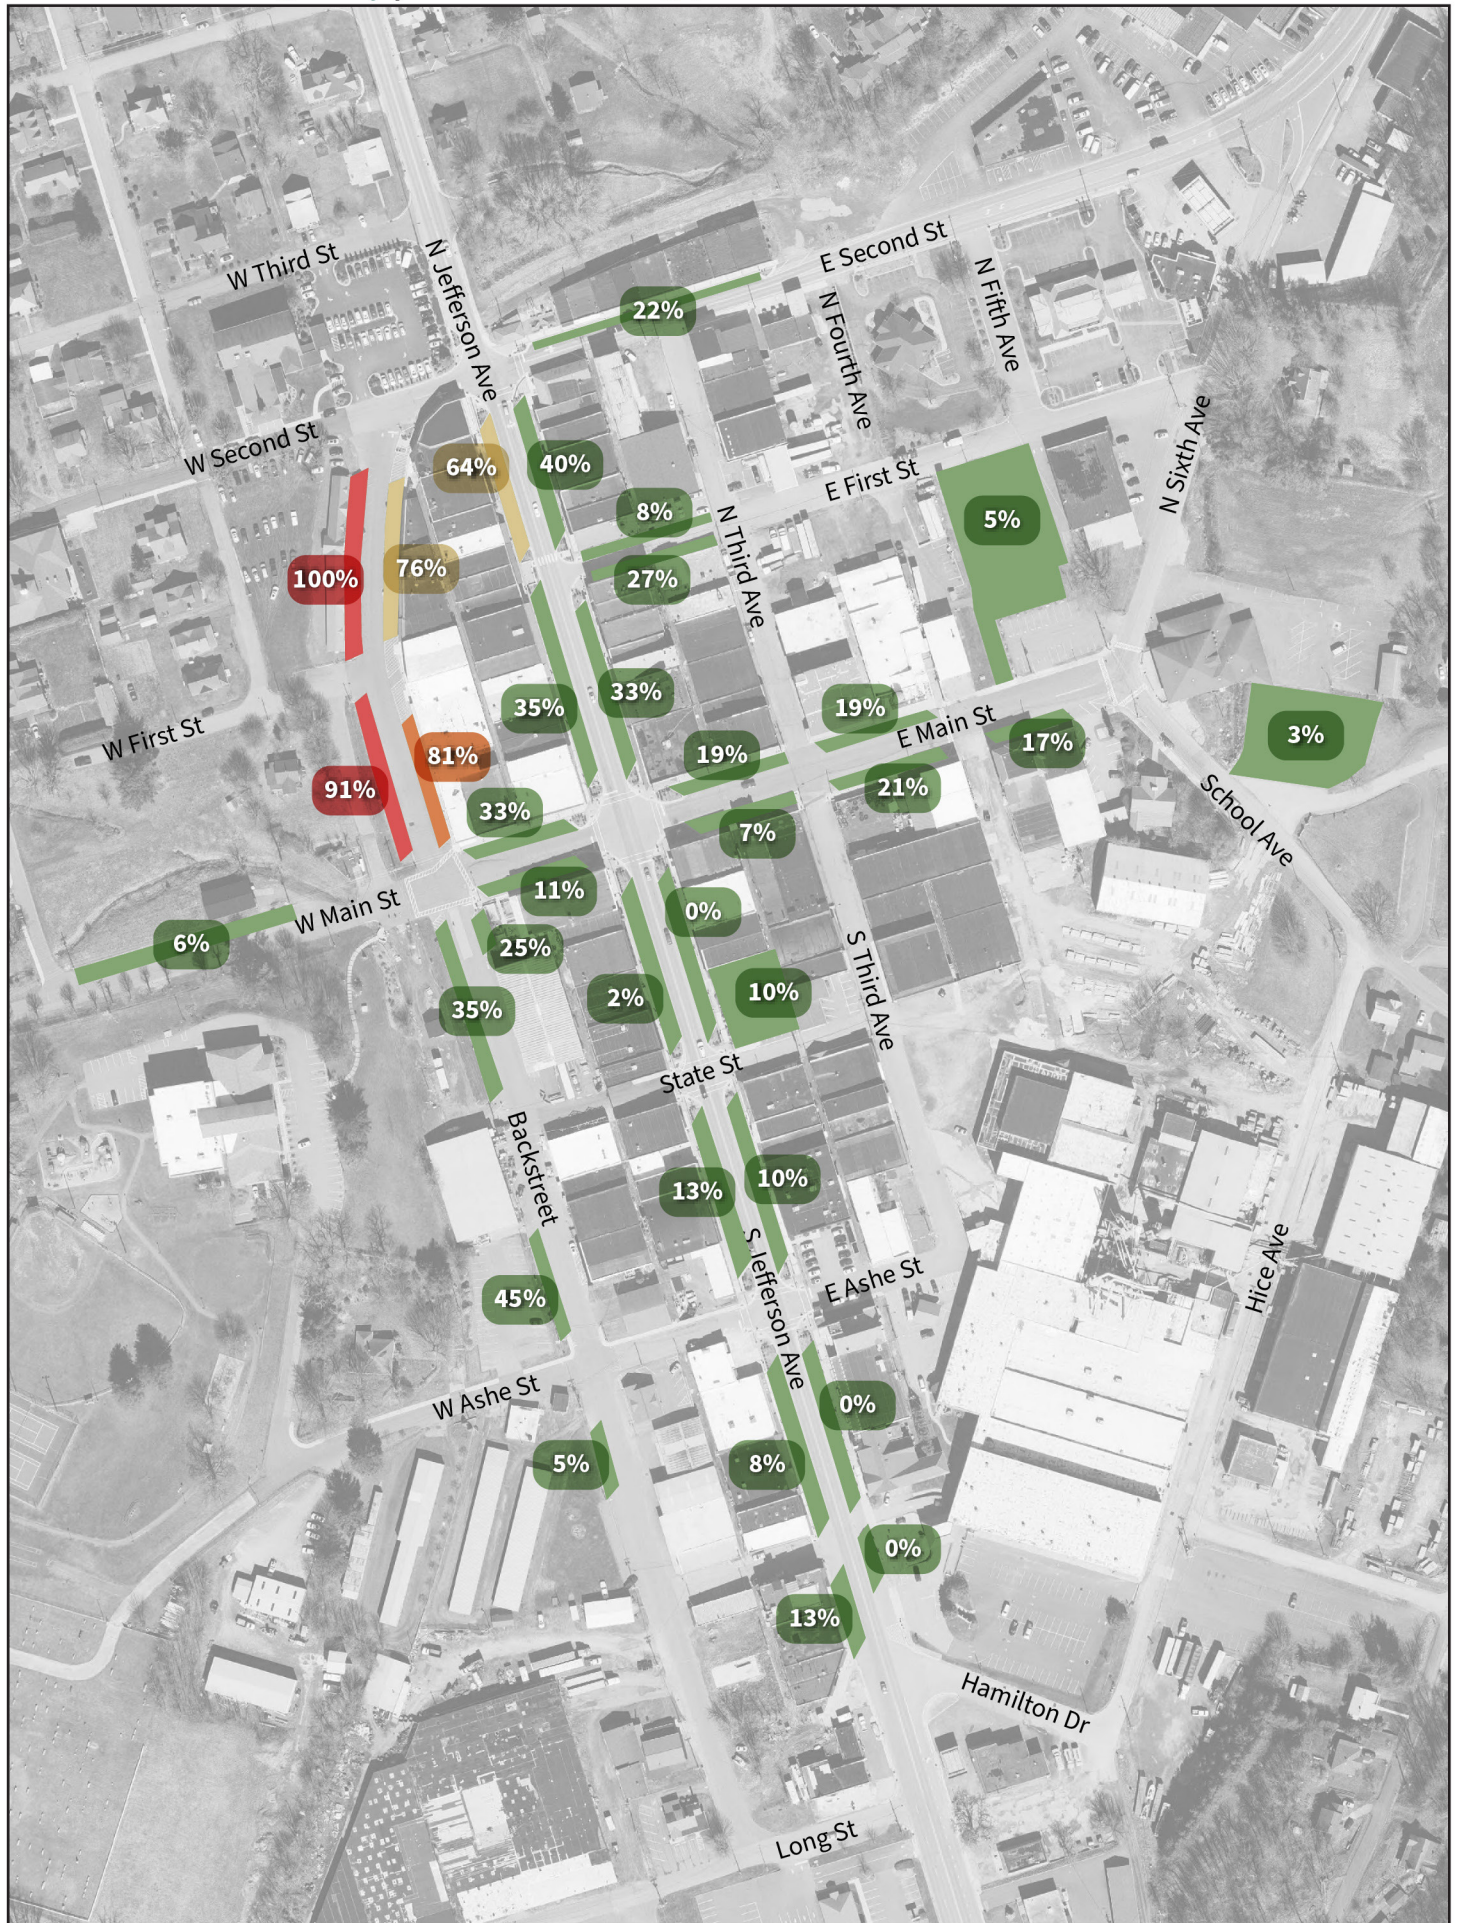 W Third St
N Jefferson Ave
E Second St
N Fifth Ave
22%
N Fourth Ave
W Second St
64%
40%
E First St
N Sixth Ave
8%
5%
100%
76%
27%
N Third Ave
W First St
35%
33%
19%
E Main St
17%
3%
91%
81%
19%
21%
School Ave
33%
7%
W Main St
11%
0%
6%
25%
35%
2%
10%
S Third Ave
State St
Backstreet
13%
10%
S Jefferson Ave
E Ashe St
Hice Ave
45%
W Ashe St
0%
5%
8%
0%
13%
Hamilton Dr
Long St